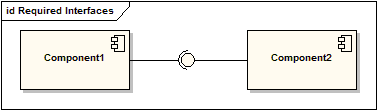 id Required Interfaces
Component1
Component2